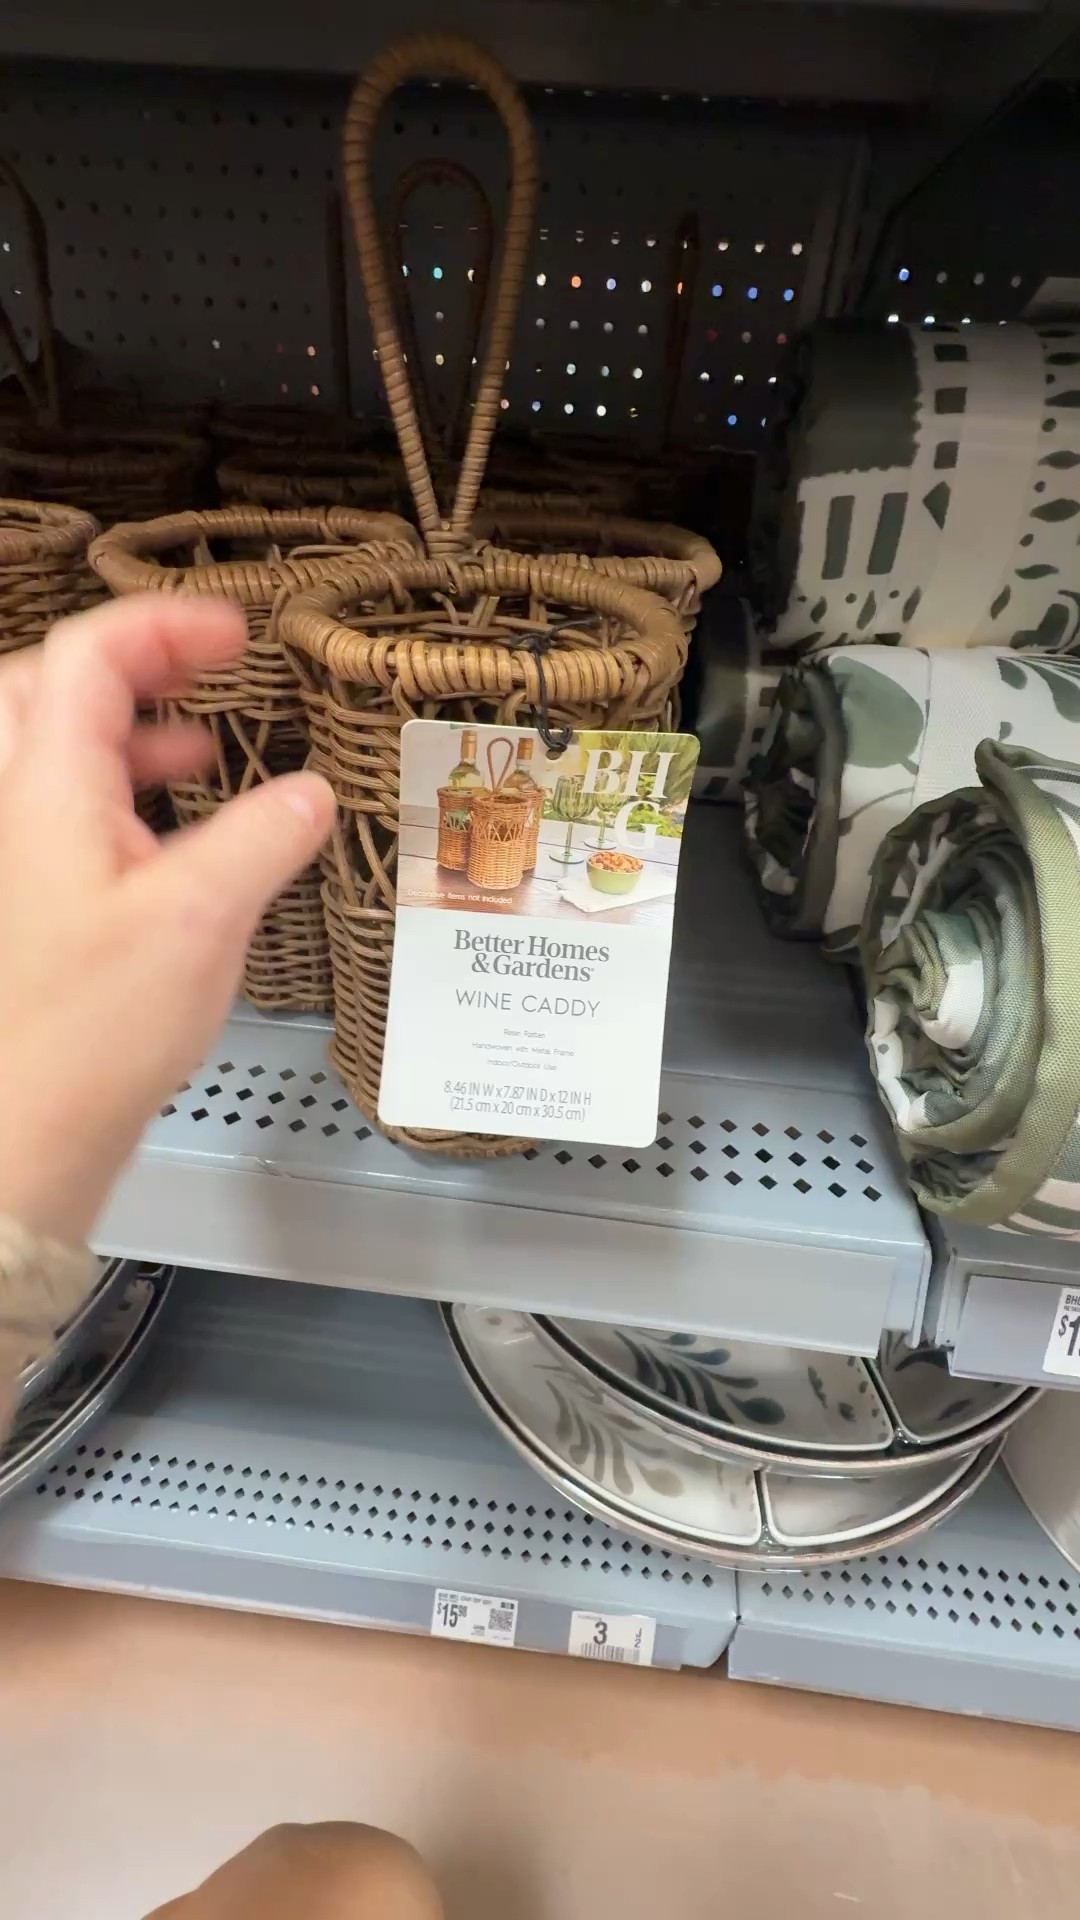 BH
&G
Decorative items not included
Better Homes
& Gardens®
WINE CADDY
Resin Rattan
Handwoven with Metal Frame
Indoor/Outdoor Use
8.46 IN W x 7.87 IN D x 12 IN H
(21.5 cm x 20 cm x 30.5 cm)
$1
$15
3